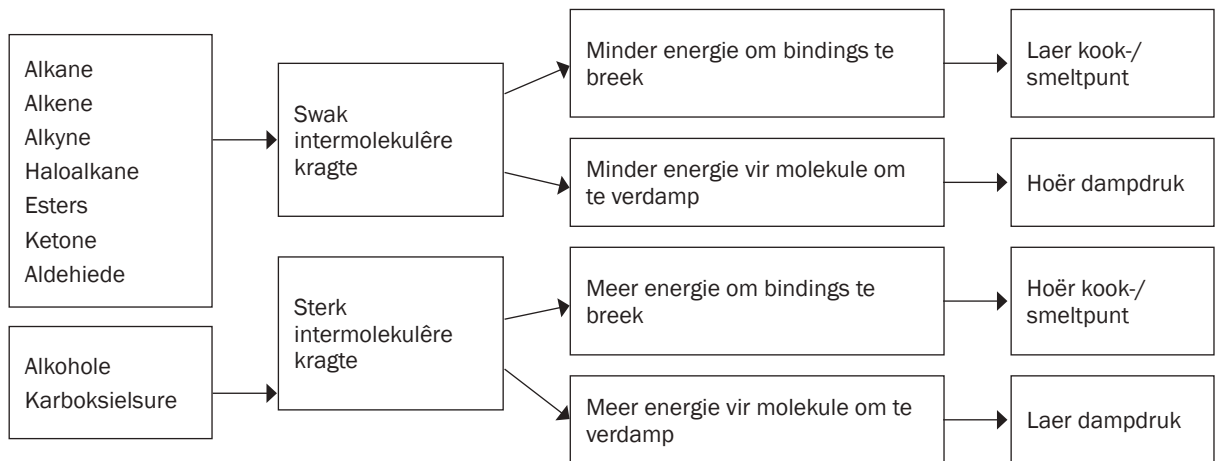 Alkane
Alkene
Alkyne
Haloalkane
Esters
Ketone
Aldehiede
Alkohole
Karboksielsure
Swak
intermolekulêre
kragte
Sterk
intermolekulêre
kragte
Minder energie om bindings te
breek
Minder energie vir molekule om
te verdamp
Meer energie om bindings te
breek
Meer energie vir molekule om te
verdamp
Laer kook-/
smeltpunt
Hoër dampdruk
Hoër kook-/
smeltpunt
Laer dampdruk